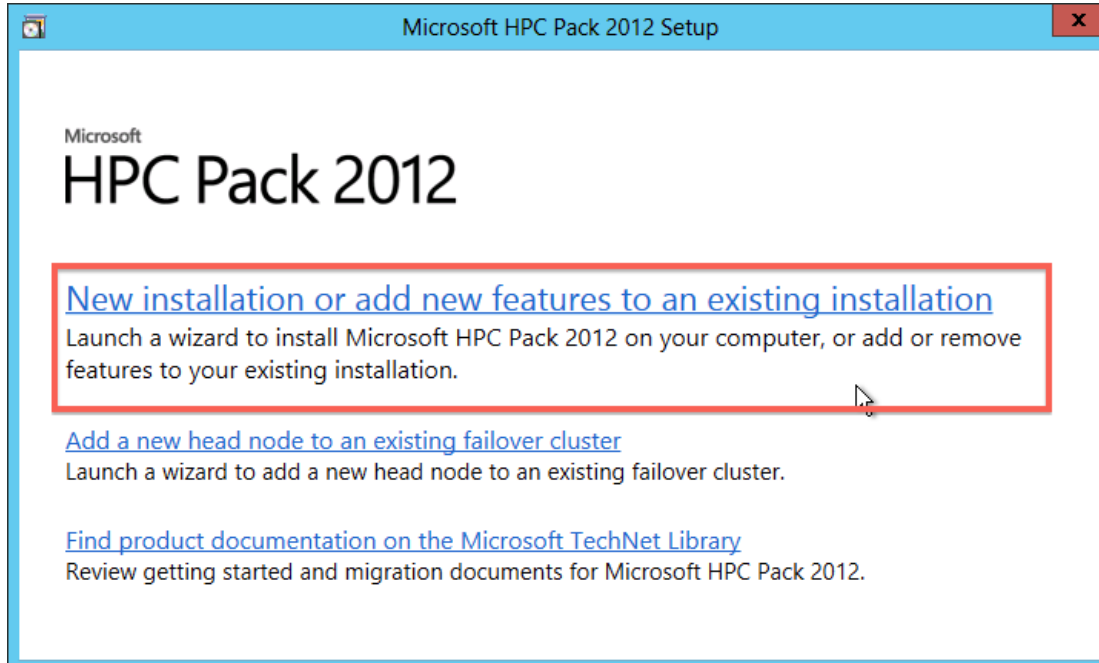 Microsoft HPC Pack 2012 Setup
x
Microsoft
HPC Pack 2012
New installation or add new features to an existing installation
Launch a wizard to install Microsoft HPC Pack 2012 on your computer, or add or remove
features to your existing installation.
Add a new head node to an existing failover cluster
Launch a wizard to add a new head node to an existing failover cluster.
Find product documentation on the Microsoft TechNet Library
Review getting started and migration documents for Microsoft HPC Pack 2012.